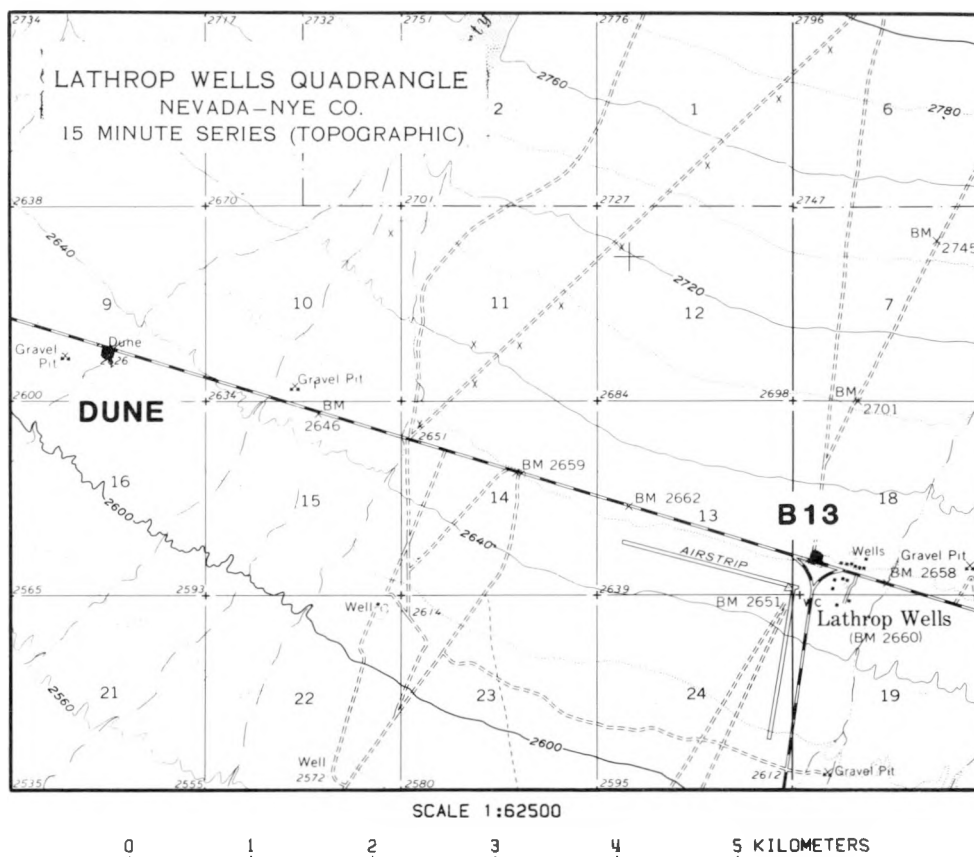 2734 2717 2732 2751 2776 2796
ty
LATHROP WELLS QUADRANGLE
NEVADA–NYE CO.
15 MINUTE SERIES (TOPOGRAPHIC)
2760
2 1 6
2780
2638 2670 2701 2727 2747
BM
2745
2640
2720
9 10 11 12 7
Dune
2626
Gravel
Pit
Gravel Pit
2600 2634 2684 2698
BM
2701
DUNE
BM
2646
2651
BM 2659
16 15 14 18
BM 2662
13
B13
2600
2640
AIRSTRIP
Wells
Gravel Pit
BM 2658
2565 2593 2639
BM 2651
Well
2614
Lathrop Wells
(BM 2660)
21 22 23 24 19
2560
2600
Well
2572
2612
Gravel Pit
2535 2555 2580 2595
SCALE 1:62500
0 1 2 3 4 5 KILOMETERS